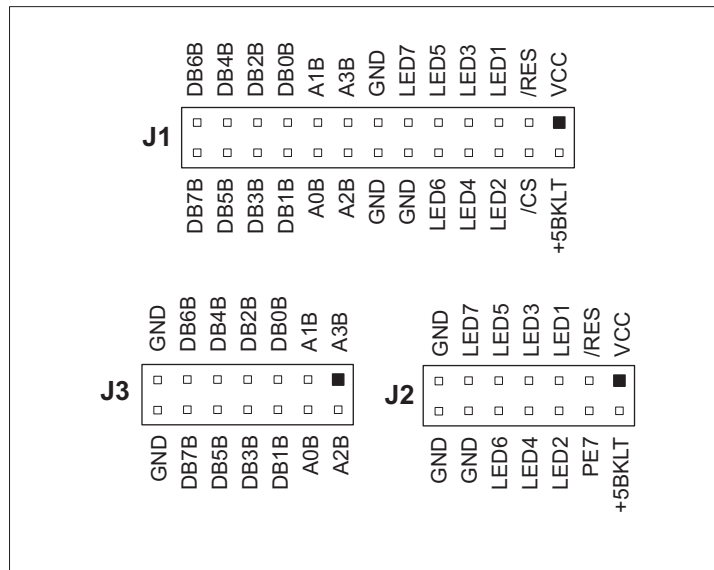 DB6B DB4B DB2B DB0B A1B A3B GND LED7 LED5 LED3 LED1 /RES VCC
J1
DB7B DB5B DB3B DB1B A0B A2B GND GND LED6 LED4 LED2 /CS +5BKLT
GND DB6B DB4B DB2B DB0B A1B A3B
J3
GND DB7B DB5B DB3B DB1B A0B A2B
GND LED7 LED5 LED3 LED1 /RES VCC
J2
GND GND LED6 LED4 LED2 PE7 +5BKLT